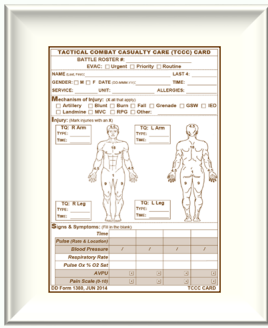 TACTICAL COMBAT CASUALTY CARE (TCCC) CARD
BATTLE ROSTER #:
EVAC: Urgent Priority Routine
NAME (Last, First): LAST 4:
GENDER: M F DATE (DD-MMM-YY): TIME:
SERVICE: UNIT: ALLERGIES:
Mechanism of Injury: (X all that apply)
Artillery Blunt Burn Fall Grenade GSW IED
Landmine MVC RPG Other:
Injury: (Mark injuries with an X)
TQ: R Arm TQ: L Arm
TYPE: TYPE:
TIME: TIME:
TQ: R Leg TQ: L Leg
TYPE: TYPE:
TIME: TIME:
Signs & Symptoms: (Fill in the blank)
Time
Pulse (Rate & Location)
Blood Pressure / / / /
Respiratory Rate
Pulse Ox % O2 Sat
AVPU
Pain Scale (0-10)
DD Form 1380, JUN 2014 TCCC CARD